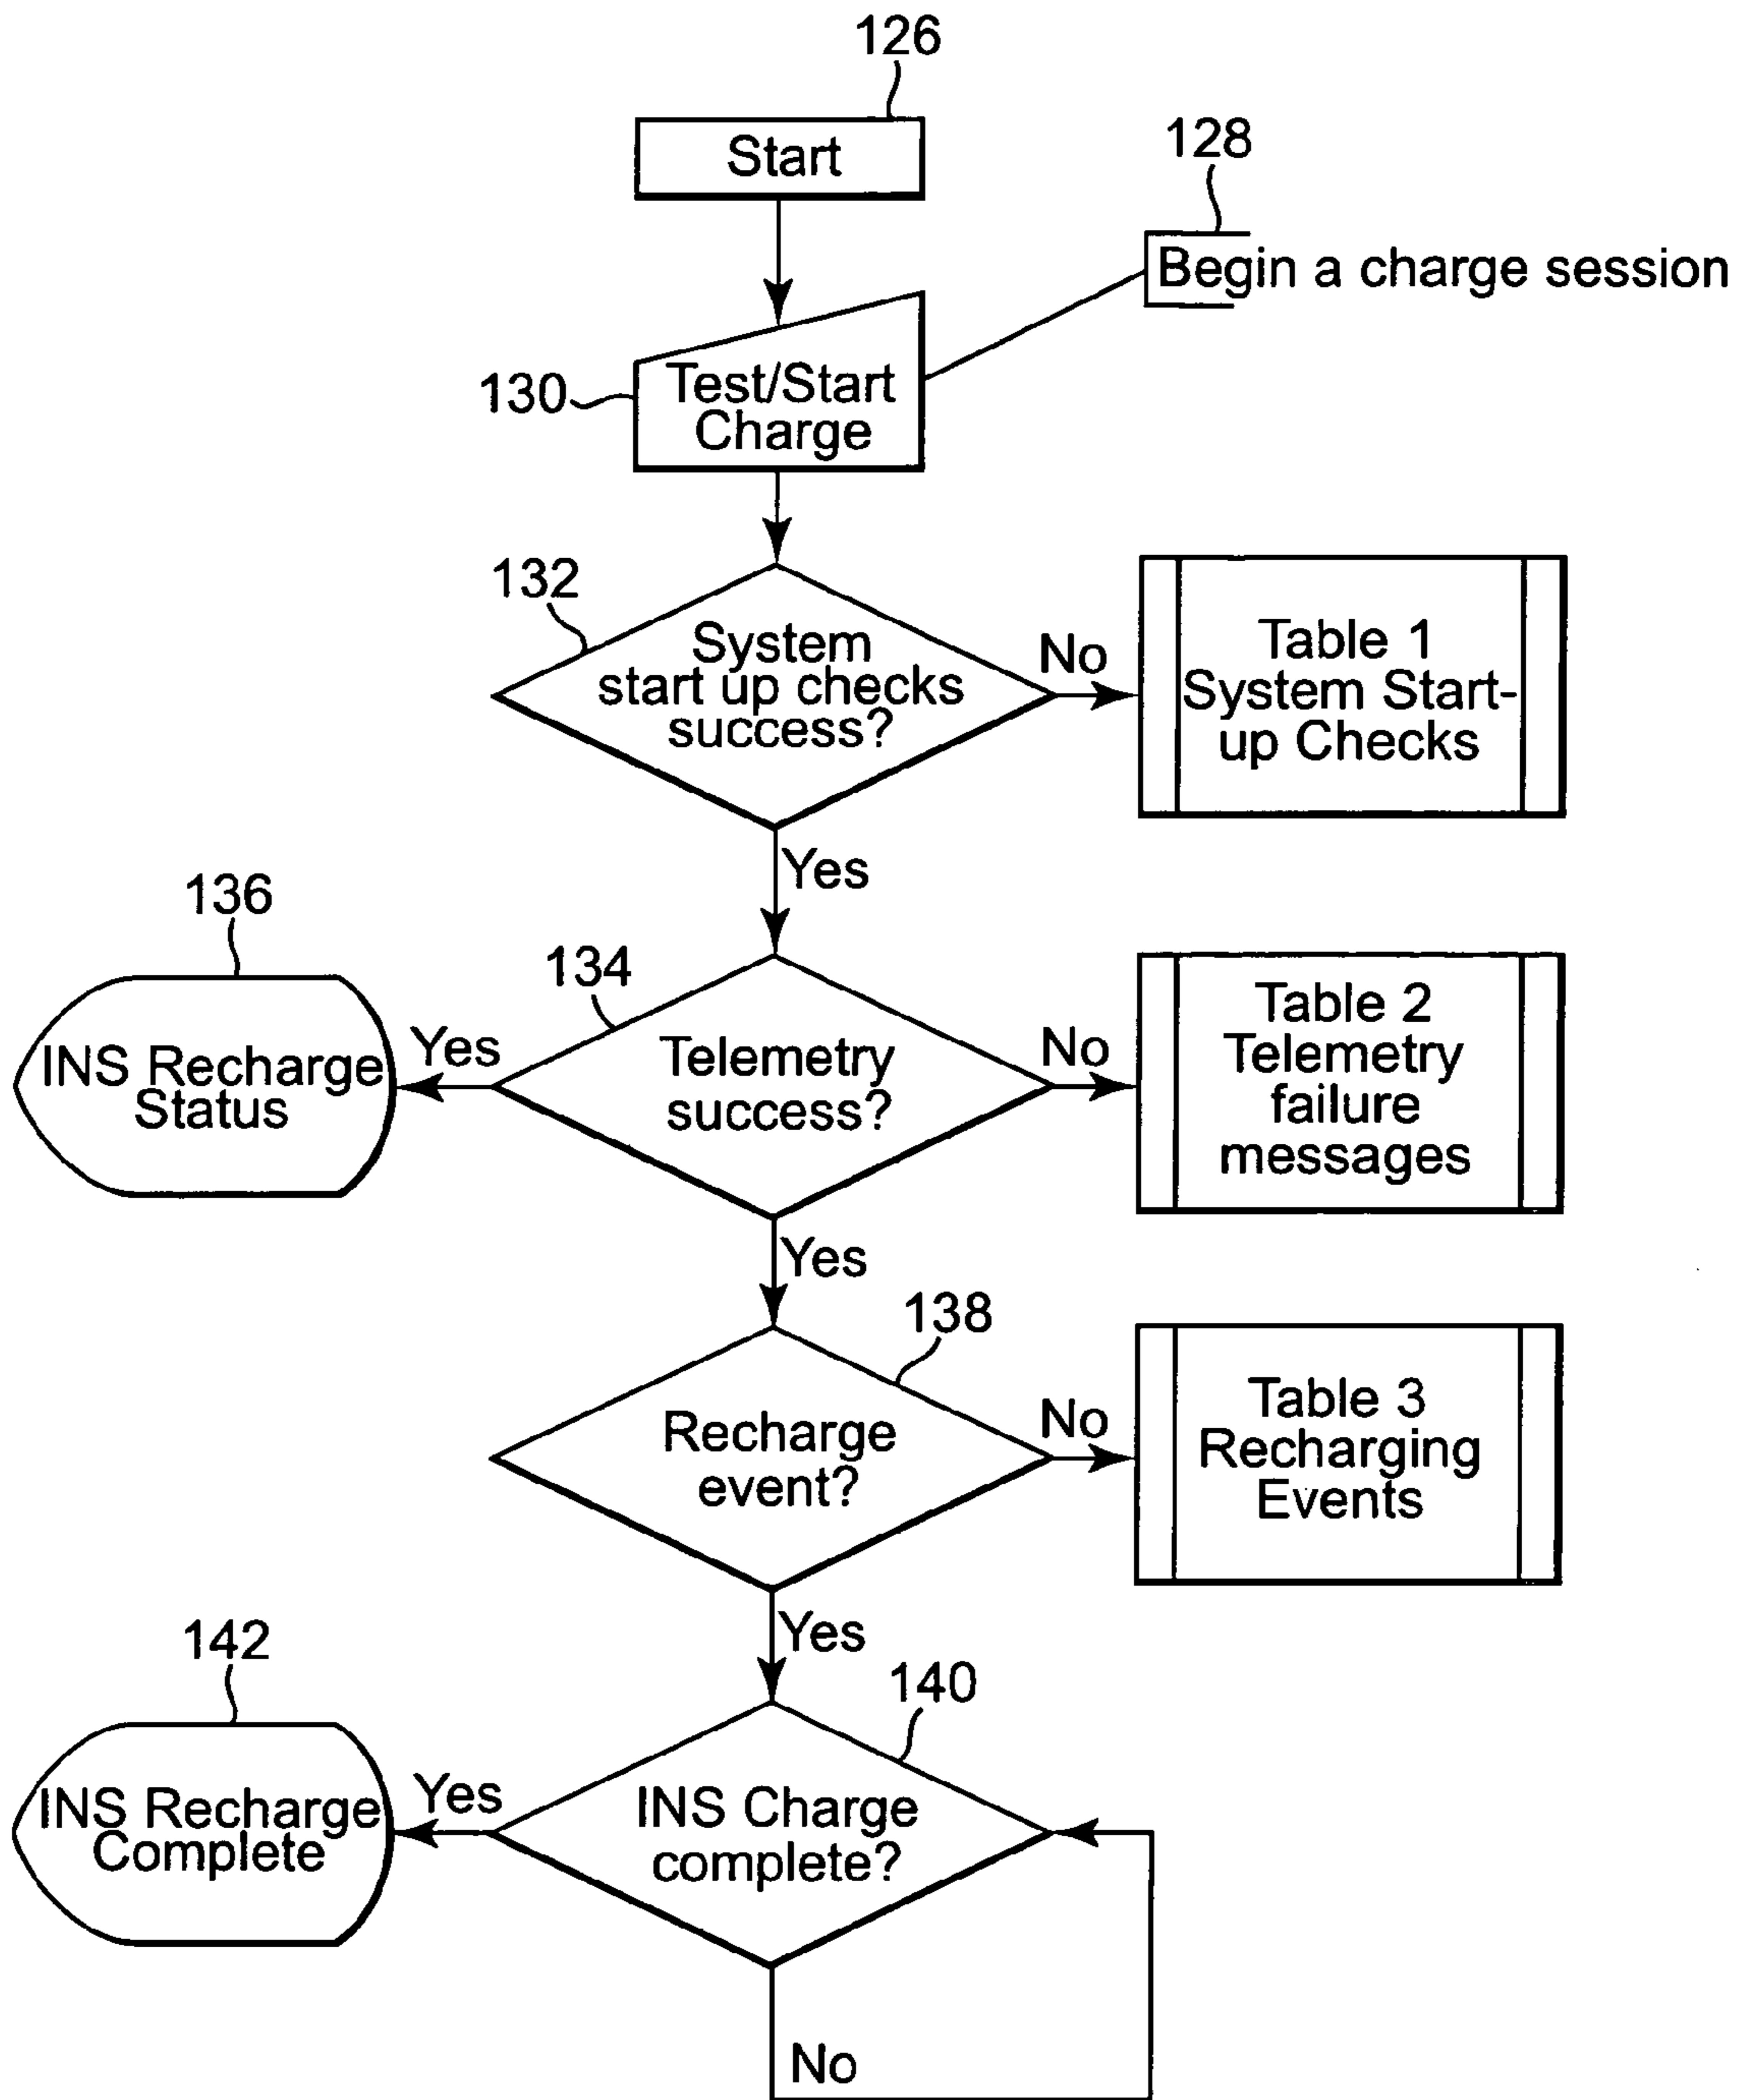 126
Start
128
Begin a charge session
130
Test/Start
Charge
132
System
start up checks
success?
No
Table 1
System Start-
up Checks
Yes
136
134
INS Recharge
Status
Yes
Telemetry
success?
No
Table 2
Telemetry
failure
messages
Yes
138
Recharge
event?
No
Table 3
Recharging
Events
Yes
142
140
INS Recharge
Complete
Yes
INS Charge
complete?
No